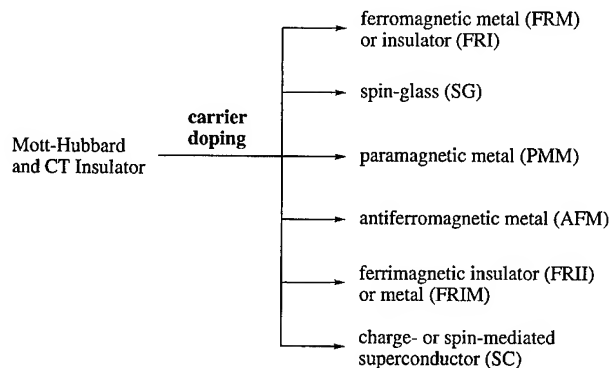 ferromagnetic metal (FRM)
or insulator (FRI)
spin-glass (SG)
carrier
doping
Mott-Hubbard
and CT Insulator
paramagnetic metal (PMM)
antiferromagnetic metal (AFM)
ferrimagnetic insulator (FRII)
or metal (FRIM)
charge- or spin-mediated
superconductor (SC)